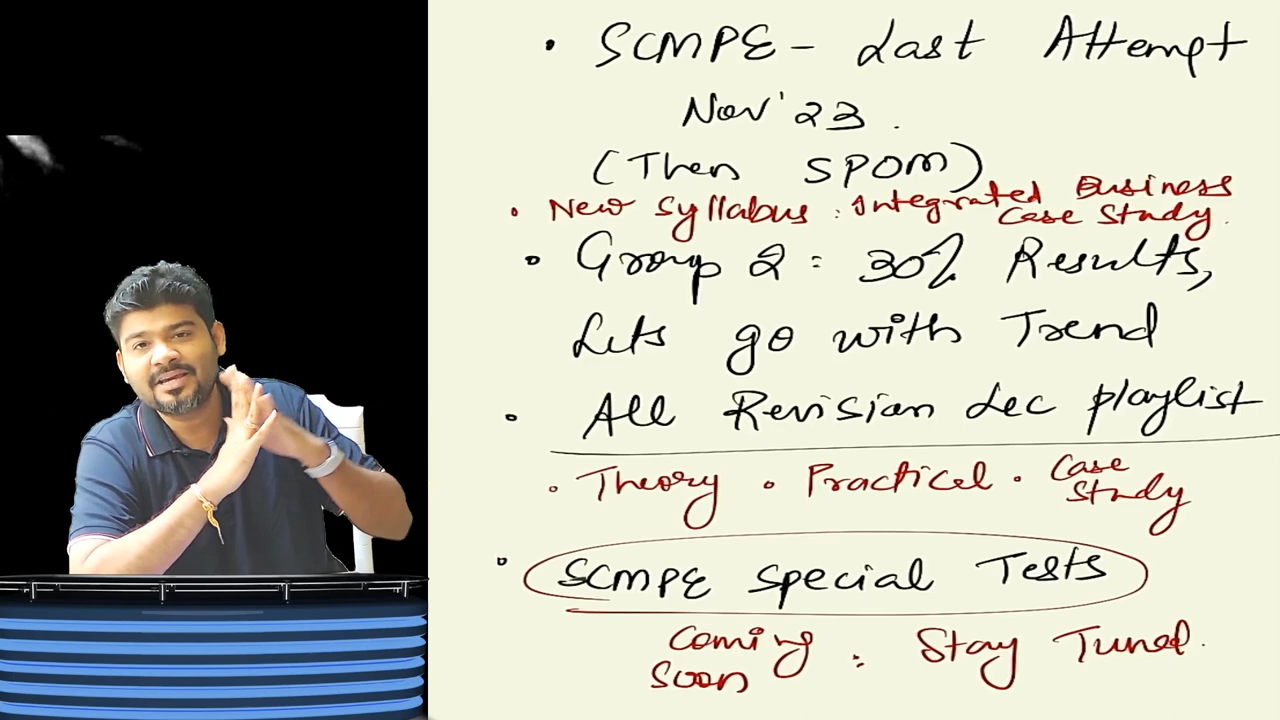 • SCMPE - Last Attempt
Nov'23.
(Then SPOM)
• New Syllabus : Integrated Business
Case Study.
• Group 2 : 30% Results,
Lets go with Trend
• All Revision Lec playlist
• Theory • Practical • Case
Study
• SCMPE Special Tests
Coming : Stay Tuned.
Soon